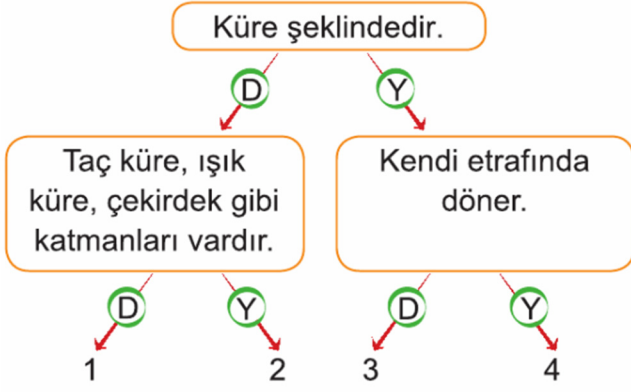 Küre şeklindedir.
D
Y
Taç küre, ışık
küre, çekirdek gibi
katmanları vardır.
Kendi etrafında
döner.
D
Y
D
Y
1
2
3
4